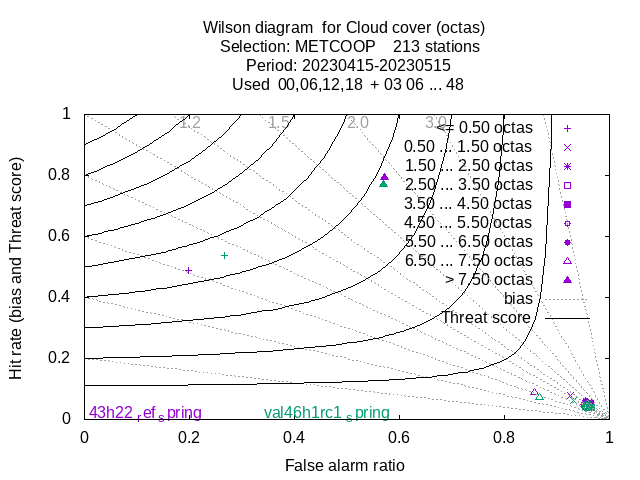 Wilson diagram  for Cloud cover (octas)
Selection: METCOOP    213 stations
Period: 20230415-20230515
Used  00,06,12,18  + 03 06 ... 48
Hit rate (bias and Threat score)
1
0.8
0.6
0.4
0.2
0
1.2 1.5 2.0 3.0
<= 0.50 octas
0.50 ... 1.50 octas
1.50 ... 2.50 octas
2.50 ... 3.50 octas
3.50 ... 4.50 octas
4.50 ... 5.50 octas
5.50 ... 6.50 octas
6.50 ... 7.50 octas
> 7.50 octas
bias
Threat score
43h22_ref_spring val46h1rc1_spring
0 0.2 0.4 0.6 0.8 1
False alarm ratio